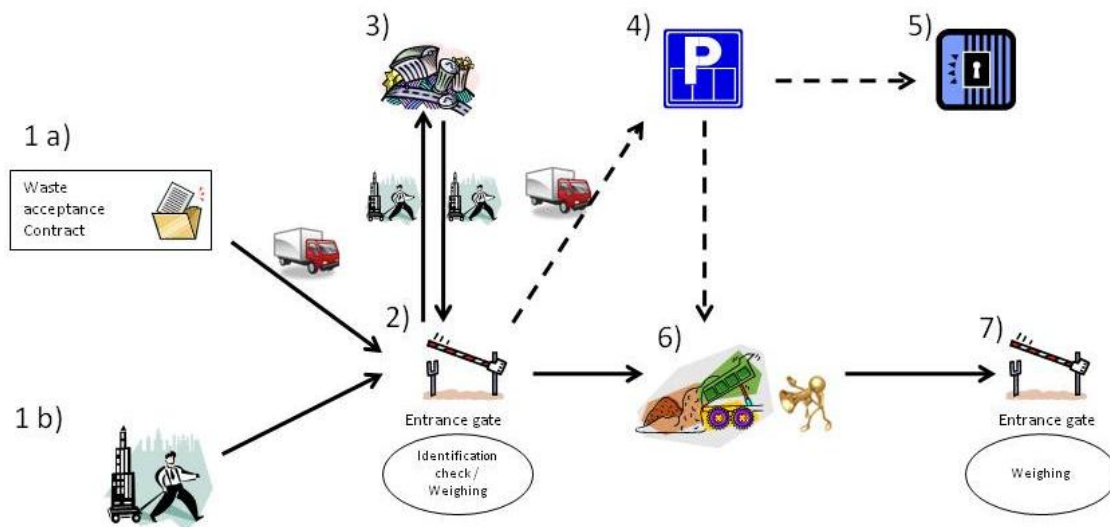 3)
4)
5)
P
1 a)
Waste
acceptance
Contract
2)
6)
7)
1 b)
Entrance gate
Identification
check /
Weighing
Entrance gate
Weighing